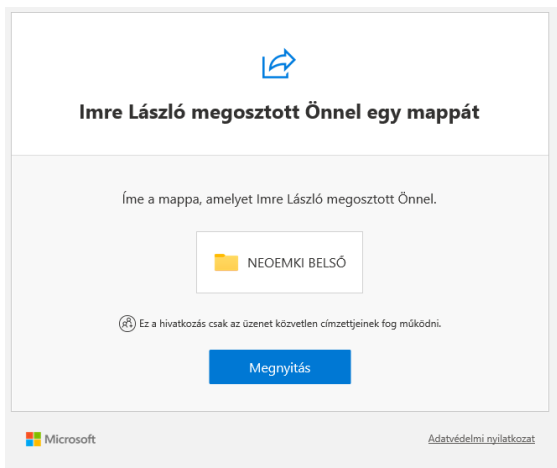 Imre László megosztott Önnel egy mappát
Íme a mappa, amelyet Imre László megosztott Önnel.
NEOEMKI BELSŐ
Ez a hivatkozás csak az üzenet közvetlen címzettjeinek fog működni.
Megnyitás
Microsoft
Adatvédelmi nyilatkozat